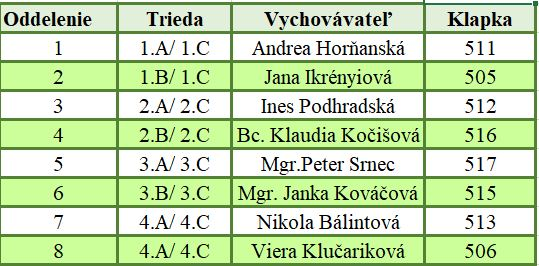 Oddelenie Trieda Vychovávateľ Klapka
1 1.A/ 1.C Andrea Horňanská 511
2 1.B/ 1.C Jana Ikrényiová 505
3 2.A/ 2.C Ines Podhradská 512
4 2.B/ 2.C Bc. Klaudia Kočišová 516
5 3.A/ 3.C Mgr.Peter Srnec 517
6 3.B/ 3.C Mgr. Janka Kováčová 515
7 4.A/ 4.C Nikola Bálintová 513
8 4.A/ 4.C Viera Klučariková 506